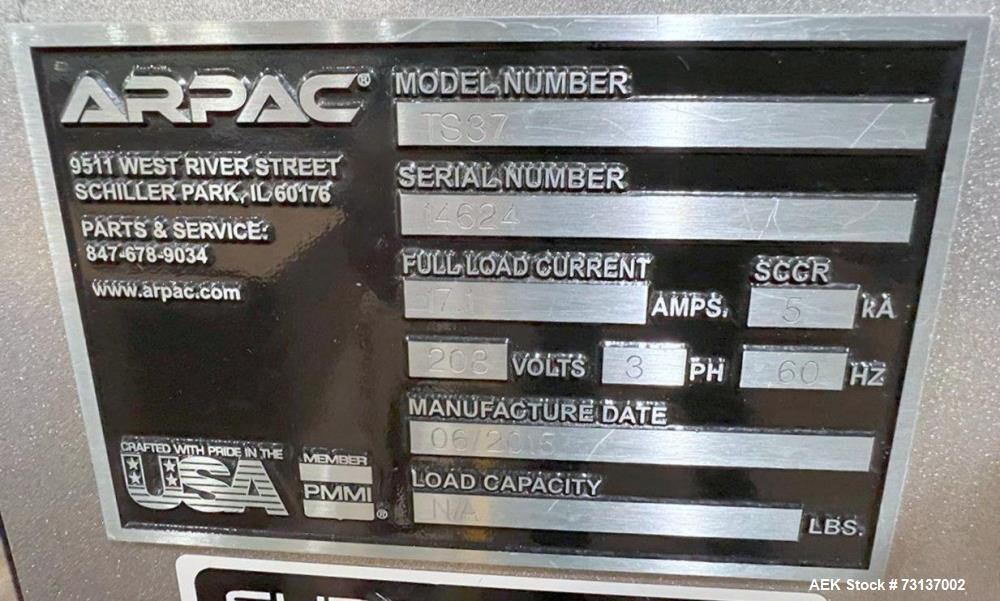 ARPAC®
9511 WEST RIVER STREET
SCHILLER PARK, IL 60176
PARTS & SERVICE:
847-678-9034
www.arpac.com
CRAFTED WITH PRIDE IN THE
USA
MEMBER
PMMI®
MODEL NUMBER
TS37
SERIAL NUMBER
14624
FULL LOAD CURRENT
AMPS.
SCCR
5 kA
208 VOLTS 3 PH 60 HZ
MANUFACTURE DATE
06/2015
LOAD CAPACITY
N/A LBS.
AEK Stock # 73137002